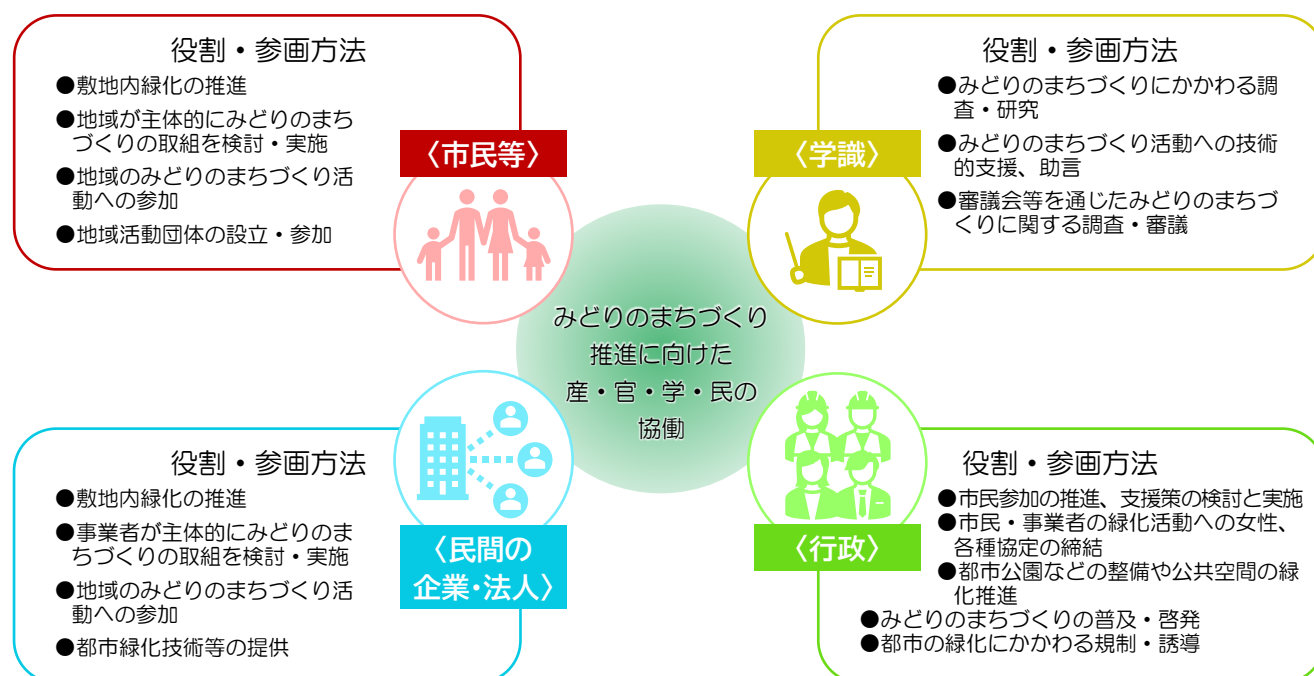 役割・参画方法
●敷地内緑化の推進
●地域が主体的にみどりのまち
づくりの取組を検討・実施
●地域のみどりのまちづくり活
動への参加
●地域活動団体の設立・参加
〈市民等〉
役割・参画方法
●みどりのまちづくりにかかわる調
査・研究
●みどりのまちづくり活動への技術
的支援、助言
●審議会等を通じたみどりのまちづ
くりに関する調査・審議
〈学識〉
みどりのまちづくり
推進に向けた
産・官・学・民の
協働
役割・参画方法
●敷地内緑化の推進
●事業者が主体的にみどりのま
ちづくりの取組を検討・実施
●地域のみどりのまちづくり活
動への参加
●都市緑化技術等の提供
〈民間の
企業・法人〉
役割・参画方法
●市民参加の推進、支援策の検討と実施
●市民・事業者の緑化活動への女性、
各種協定の締結
●都市公園などの整備や公共空間の緑
化推進
●みどりのまちづくりの普及・啓発
●都市の緑化にかかわる規制・誘導
〈行政〉